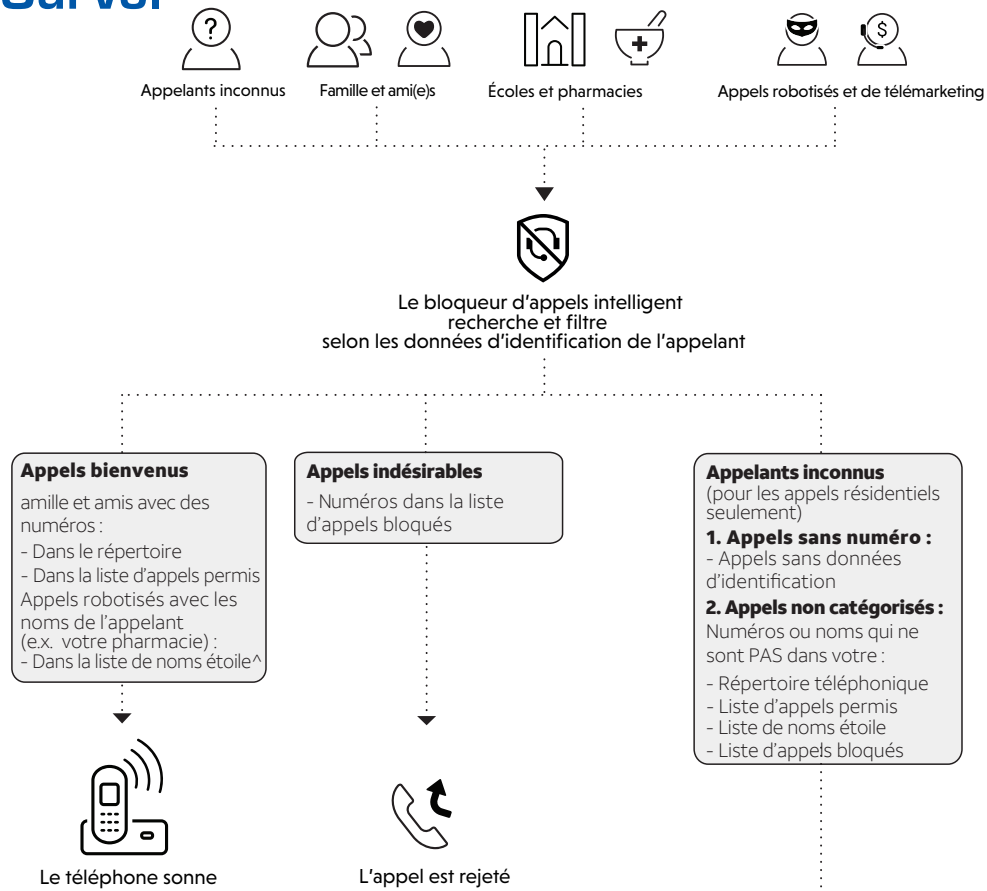 Appelants inconnus
Famille et ami(e)s
Écoles et pharmacies
Appels robotisés et de télémarketing
Le bloqueur d'appels intelligent
recherche et filtre
selon les données d'identification de l'appelant
Appels bienvenus
amille et amis avec des
numéros :
- Dans le répertoire
- Dans la liste d'appels permis
Appels robotisés avec les
noms de l'appelant
(e.x. votre pharmacie) :
- Dans la liste de noms étoile^
Le téléphone sonne
Appels indésirables
- Numéros dans la liste
d'appels bloqués
L'appel est rejeté
Appelants inconnus
(pour les appels résidentiels
seulement)
1. Appels sans numéro :
- Appels sans données
d'identification
2. Appels non catégorisés :
Numéros ou noms qui ne
sont PAS dans votre :
- Répertoire téléphonique
- Liste d'appels permis
- Liste de noms étoile
- Liste d'appels bloqués